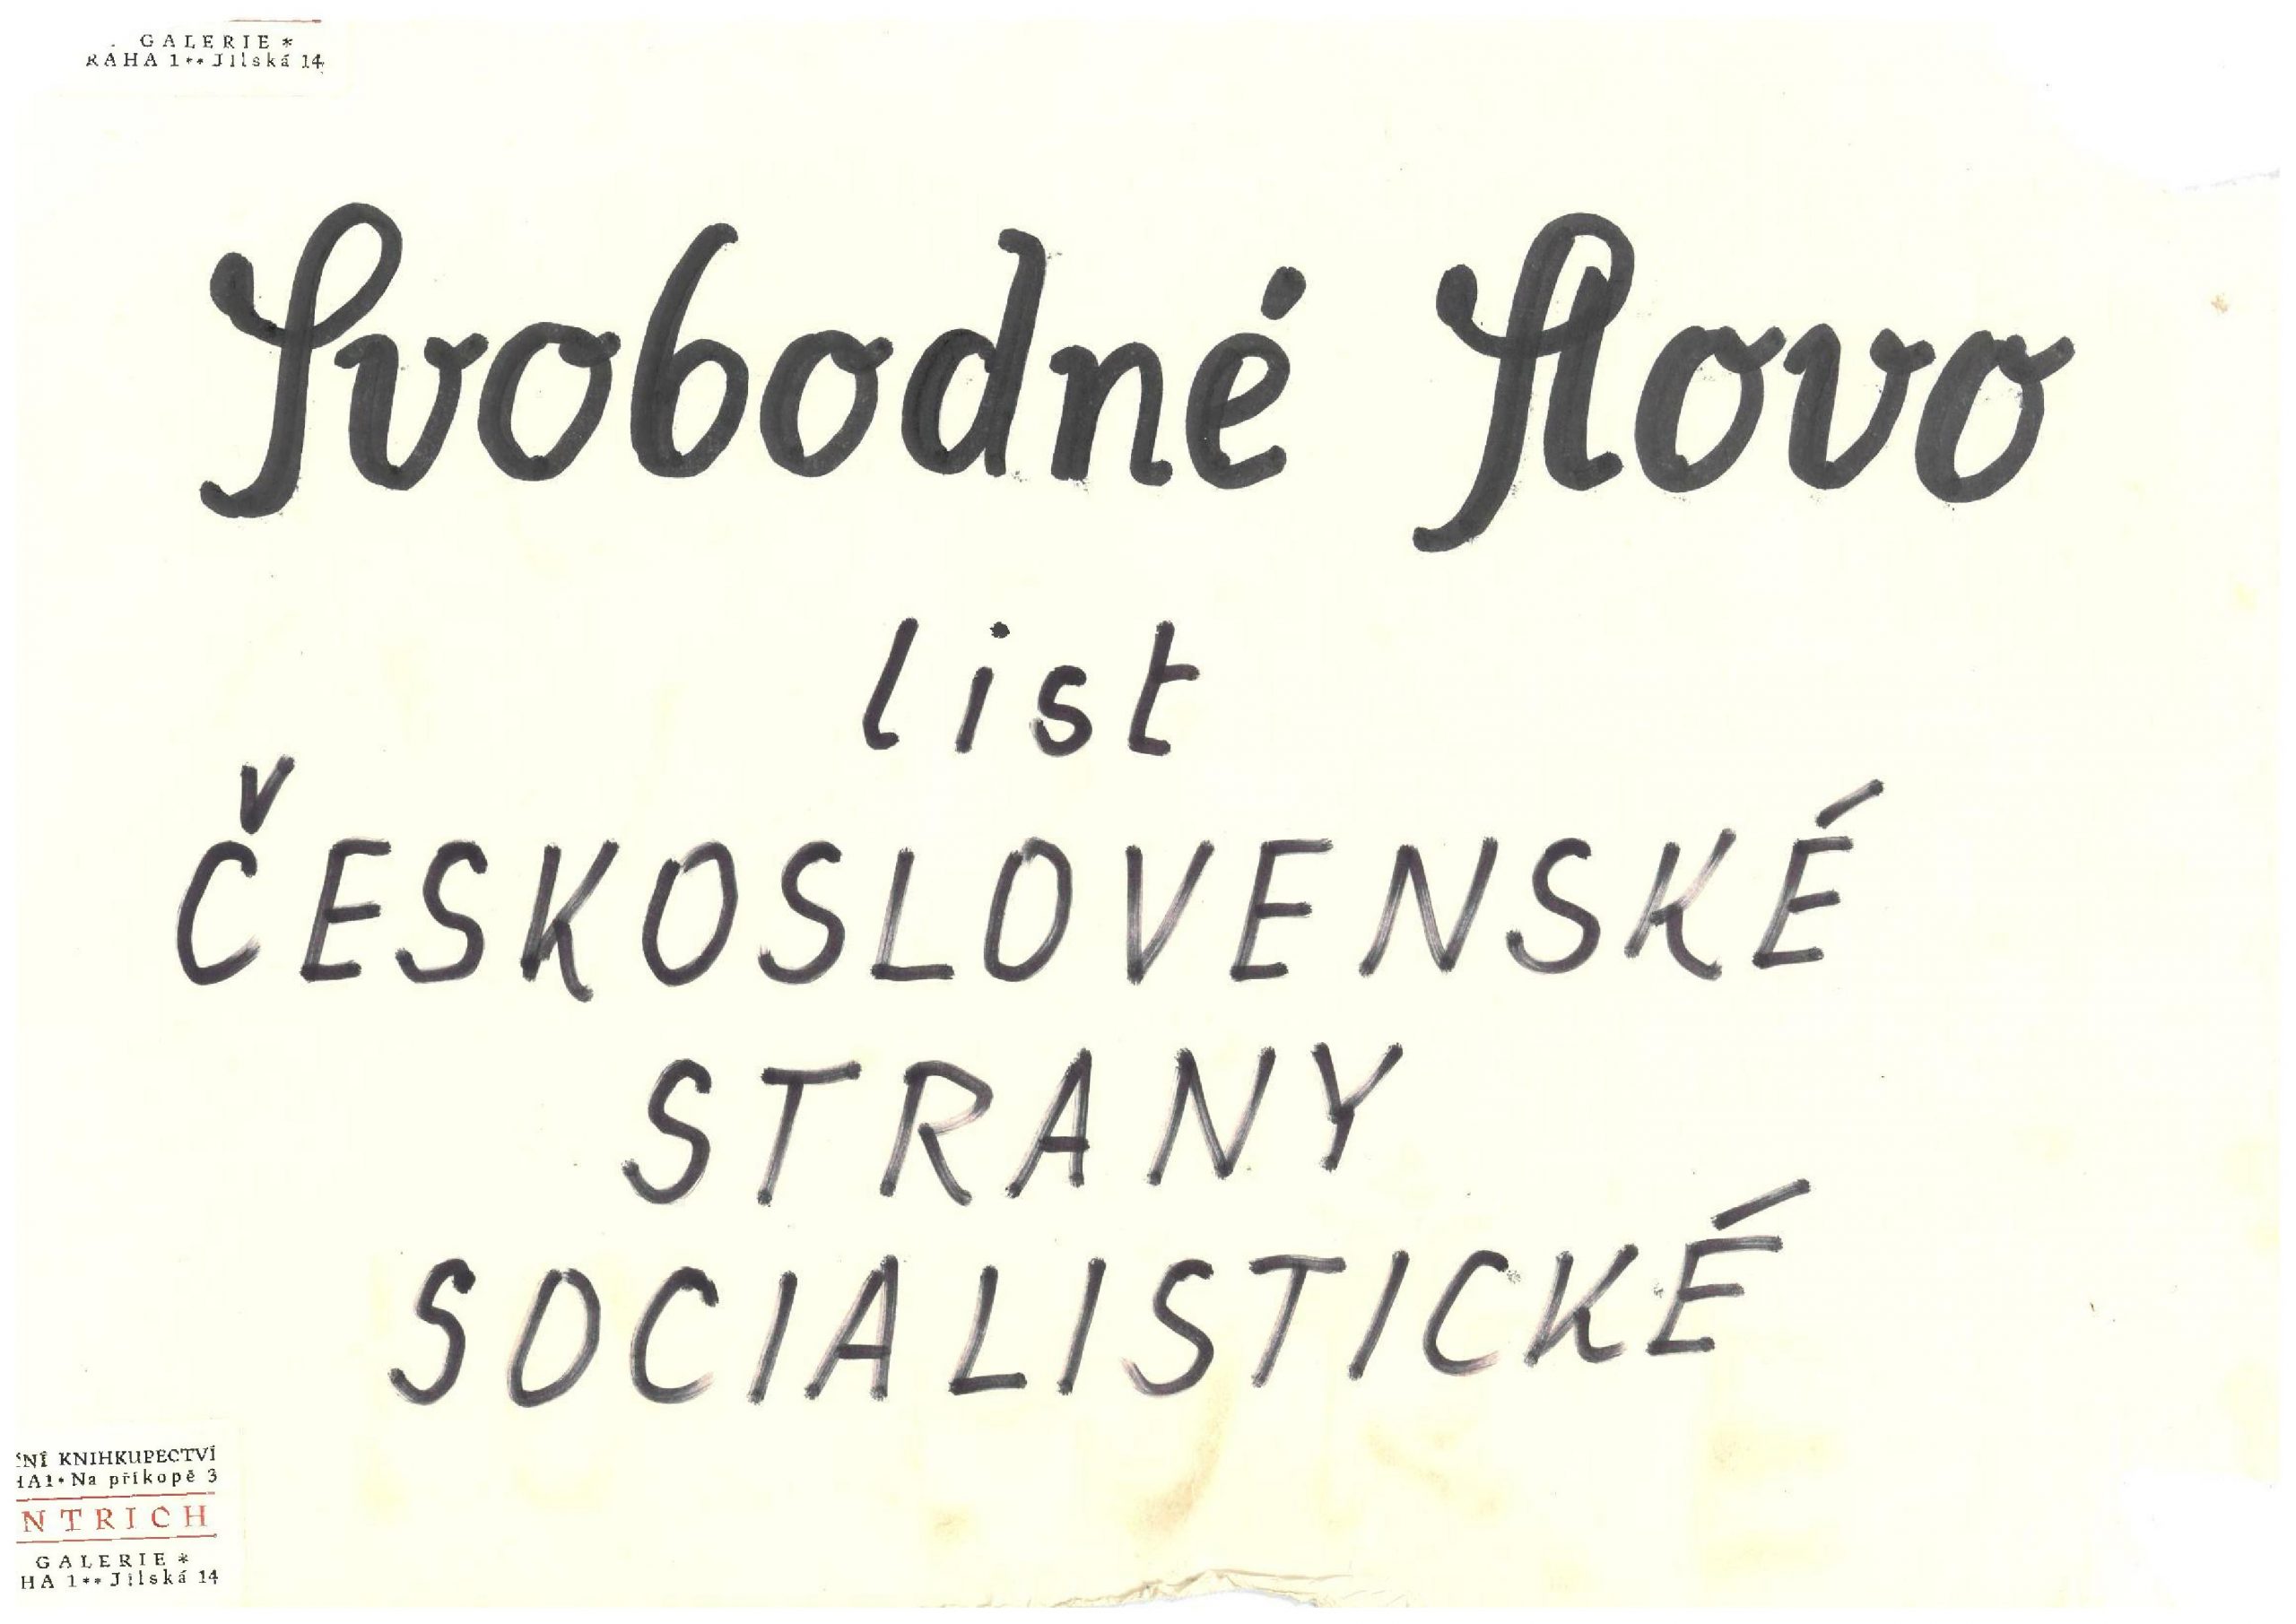 GALERIE *
RAHA 1** Jilská 14
Svobodné slovo
list
ČESKOSLOVENSKÉ
STRANY
SOCIALISTICKÉ
NÍ KNIHKUPECTVÍ
HA1•Na příkopě 3
NTRICH
GALERIE *
HA 1** Jilská 14